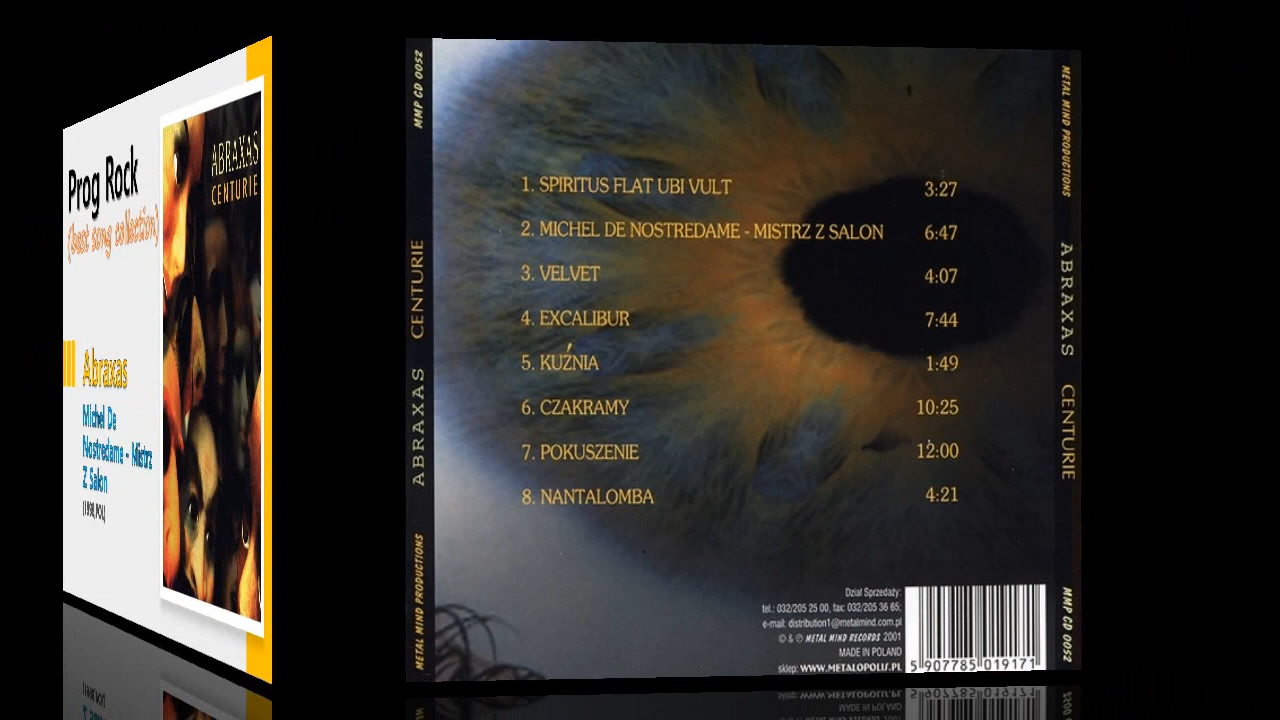 Prog Rock
(best song collection)
Abraxas
Michel De
Nostredame - Mistrz
Z Salon
(1998, POL)
ABRAXAS
CENTURIE
MMP CD 0052
ABRAXAS CENTURIE
METAL MIND PRODUCTIONS
1. SPIRITUS FLAT UBI VULT 3:27
2. MICHEL DE NOSTREDAME - MISTRZ Z SALON 6:47
3. VELVET 4:07
4. EXCALIBUR 7:44
5. KUŹNIA 1:49
6. CZAKRAMY 10:25
7. POKUSZENIE 12:00
8. NANTALOMBA 4:21
Dział Sprzedaży:
tel.: 032/205 25 00, fax: 032/205 36 65;
e-mail: distribution1@metalmind.com.pl
© & ℗ METAL MIND RECORDS 2001
MADE IN POLAND
sklep: WWW.METALOPOLIS.PL
5 907785 019171
METAL MIND PRODUCTIONS
ABRAXAS CENTURIE
MMP CD 0052